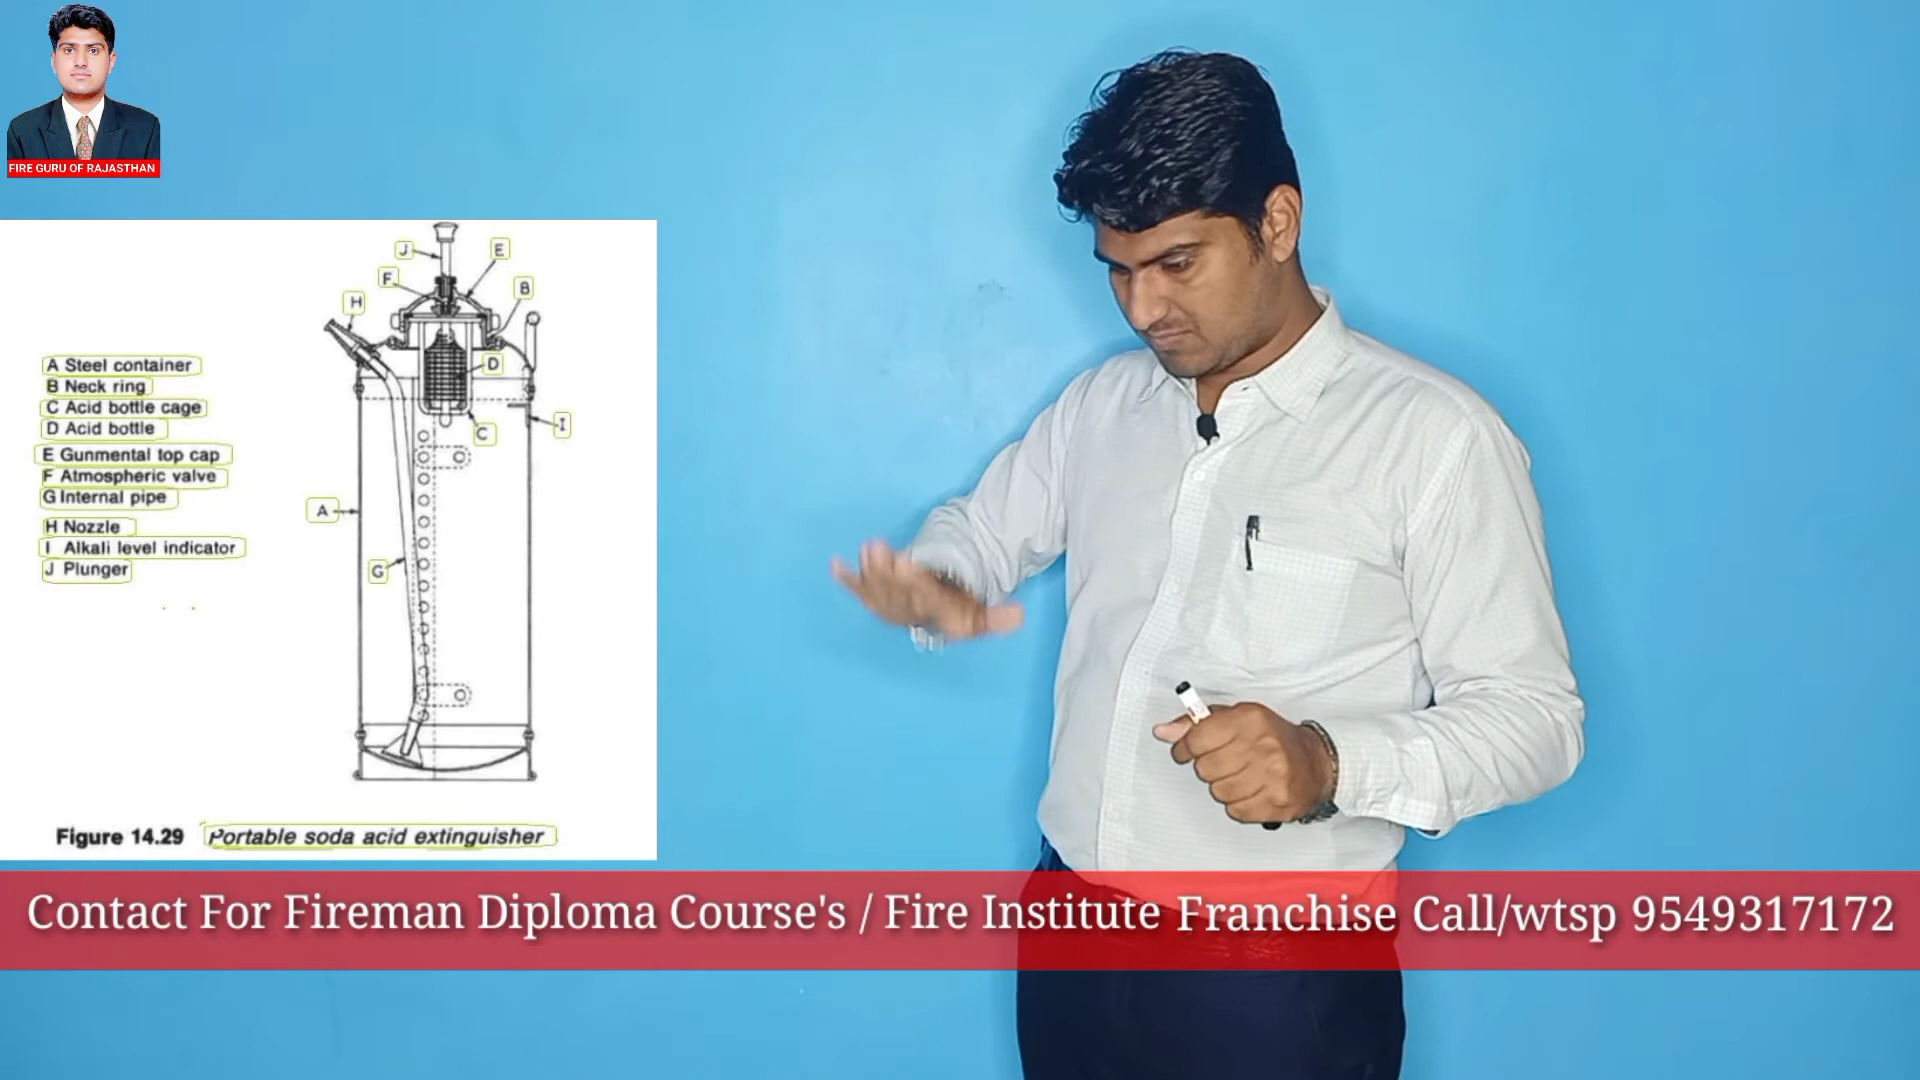 FIRE GURU OF RAJASTHAN
J
E
F
B
H
D
A Steel container
B Neck ring
C Acid bottle cage
D Acid bottle
E Gunmental top cap
F Atmospheric valve
G Internal pipe
H Nozzle
I Alkali level indicator
J Plunger
I
C
A
G
Figure 14.29 Portable soda acid extinguisher
Contact For Fireman Diploma Course's / Fire Institute Franchise Call/wtsp 9549317172